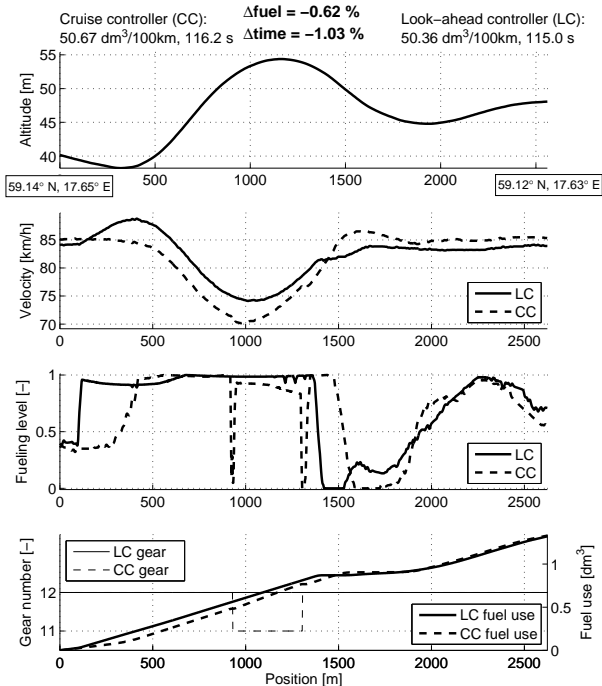 Cruise controller (CC):
50.67 dm³/100km, 116.2 s
Δfuel = −0.62 %
Δtime = −1.03 %
Look−ahead controller (LC):
50.36 dm³/100km, 115.0 s
Altitude [m]
55
50
45
40
500 1000 1500 2000 2500
59.14° N, 17.65° E
59.12° N, 17.63° E
Velocity [km/h]
85
80
75
70
LC
CC
0 500 1000 1500 2000 2500
Fueling level [−]
1
0.5
0
LC
CC
0 500 1000 1500 2000 2500
Gear number [−]
12
11
LC gear
CC gear
LC fuel use
CC fuel use
1
0.5
0
Fuel use [dm³]
0 500 1000 1500 2000 2500
Position [m]